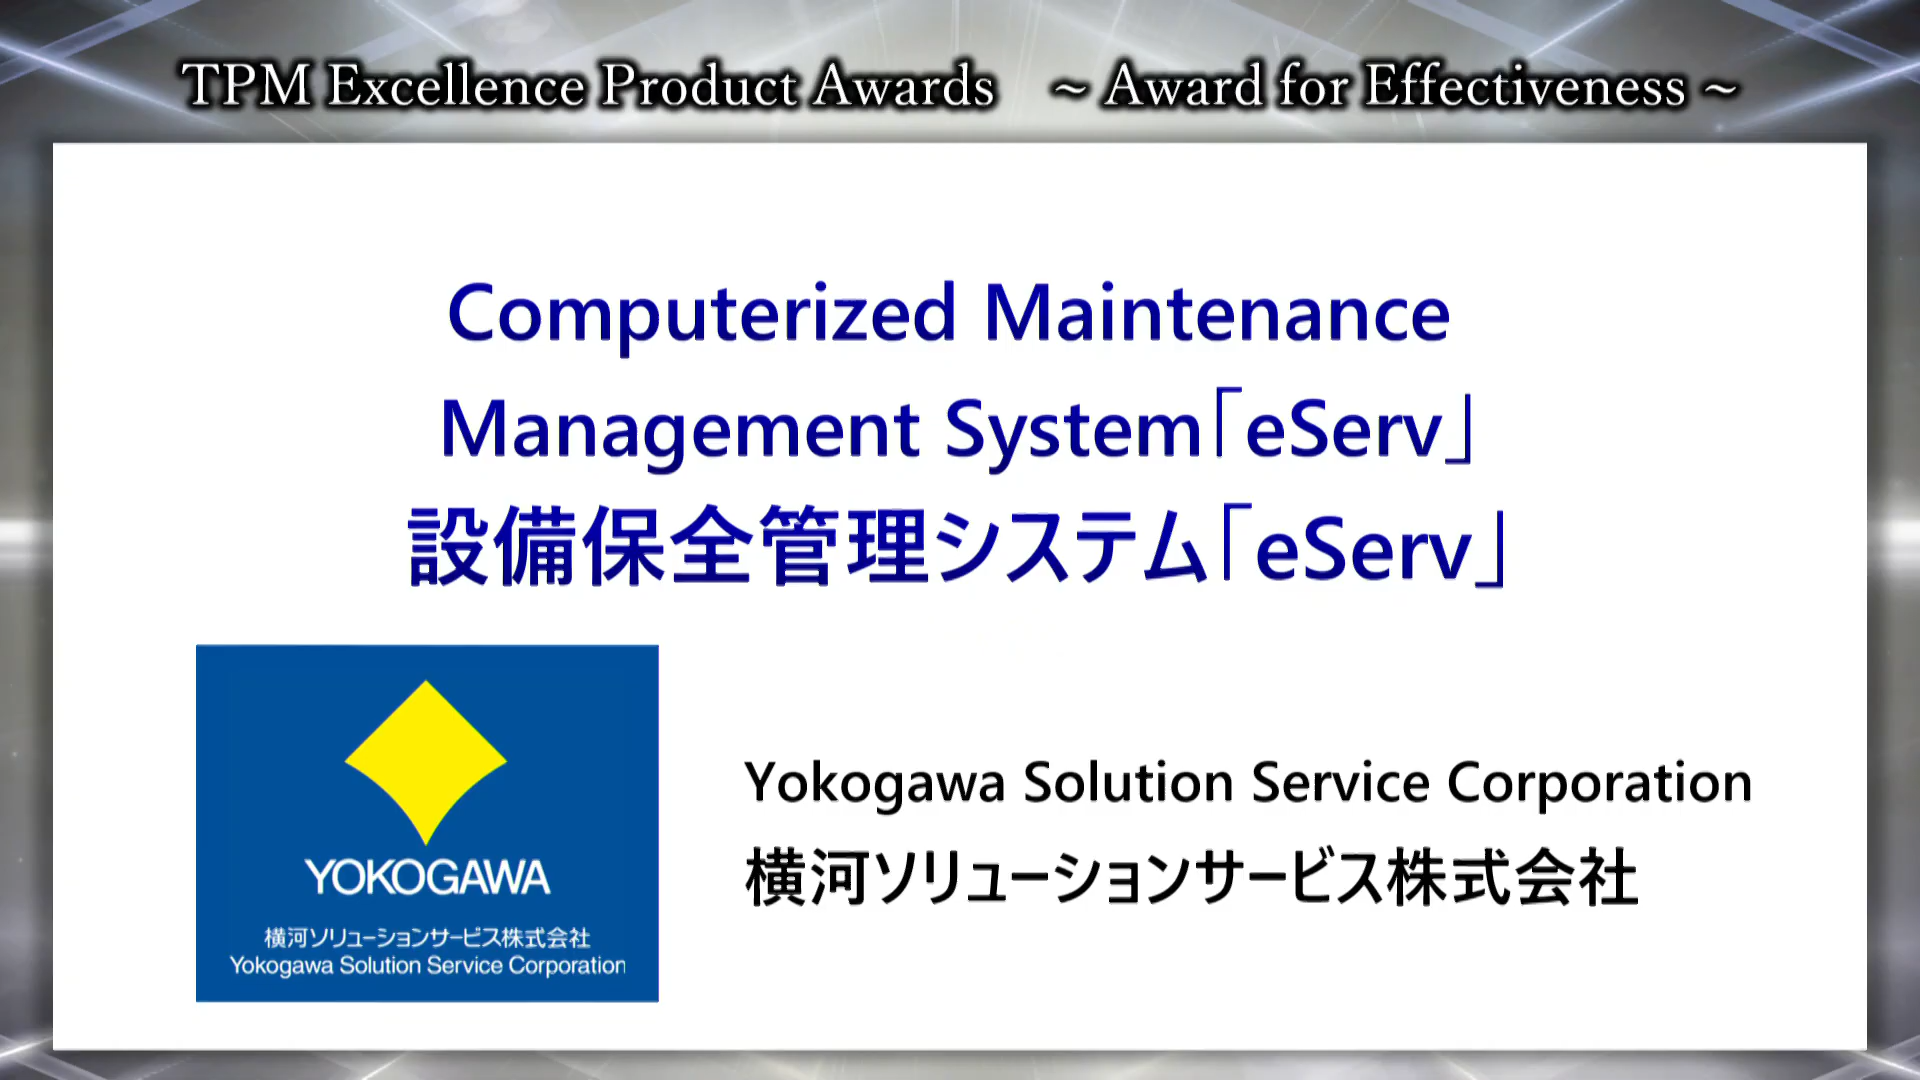 TPM Excellence Product Awards　~ Award for Effectiveness ~
Computerized Maintenance
Management System「eServ」
設備保全管理システム「eServ」
YOKOGAWA
横河ソリューションサービス株式会社
Yokogawa Solution Service Corporation
Yokogawa Solution Service Corporation
横河ソリューションサービス株式会社